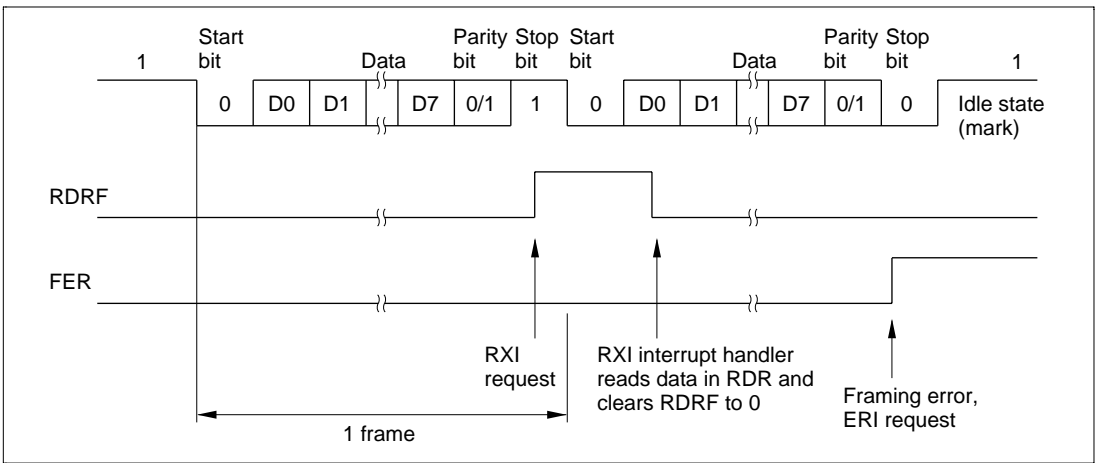 Start Parity Stop Start Parity Stop
1 bit Data bit bit bit Data bit bit 1
0 D0 D1 D7 0/1 1 0 D0 D1 D7 0/1 0 Idle state
(mark)
RDRF
FER
RXI
request
RXI interrupt handler
reads data in RDR and
clears RDRF to 0
Framing error,
ERI request
1 frame